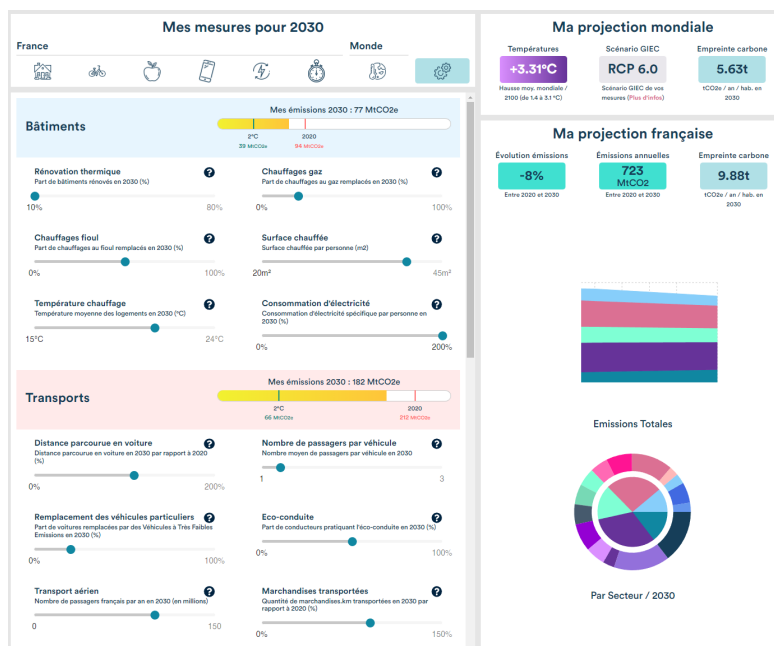 Mes mesures pour 2030
France
Monde
Bâtiments
Mes émissions 2030 : 77 MtCO2e
2°C
2020
39 MtCO2e
94 MtCO2e
Rénovation thermique
Part de bâtiments rénovés en 2030 (%)
10%
80%
Chauffages gaz
Part de chauffages au gaz remplacés en 2030 (%)
0%
100%
Chauffages fioul
Part de chauffages au fioul remplacés en 2030 (%)
0%
100%
Surface chauffée
Surface chauffée par personne (m2)
20m²
45m²
Température chauffage
Température moyenne des logements en 2030 (°C)
15°C
24°C
Consommation d'électricité
Consommation d'électricité spécifique par personne en
2030 (%)
0%
200%
Transports
Mes émissions 2030 : 182 MtCO2e
2°C
2020
66 MtCO2e
212 MtCO2e
Distance parcourue en voiture
Distance parcourue en voiture en 2030 par rapport à 2020
(%)
0%
200%
Nombre de passagers par véhicule
Nombre moyen de passagers par véhicule en 2030
1
3
Remplacement des véhicules particuliers
Part de voitures remplacées par des Véhicules à Très Faibles
Emissions en 2030 (%)
0%
100%
Eco-conduite
Part de conducteurs pratiquant l'éco-conduite en 2030 (%)
0%
100%
Transport aérien
Nombre de passagers français par an en 2030 (en millions)
0
150
Marchandises transportées
Quantité de marchandises.km transportées en 2030 par
rapport à 2020 (%)
0%
150%
Ma projection mondiale
Températures
Scénario GIEC
Empreinte carbone
+3.31°C
RCP 6.0
5.63t
Hausse moy. mondiale /
2100 (de 1.4 à 3.1 °C)
Scénario GIEC de vos
mesures (Plus d'infos)
tCO2e / an / hab. en
2030
Ma projection française
Évolution émissions
Émissions annuelles
Empreinte carbone
-8%
723
MtCO2
9.88t
Entre 2020 et 2030
Entre 2020 et 2030
tCO2e / an / hab. en
2030
Emissions Totales
Par Secteur / 2030